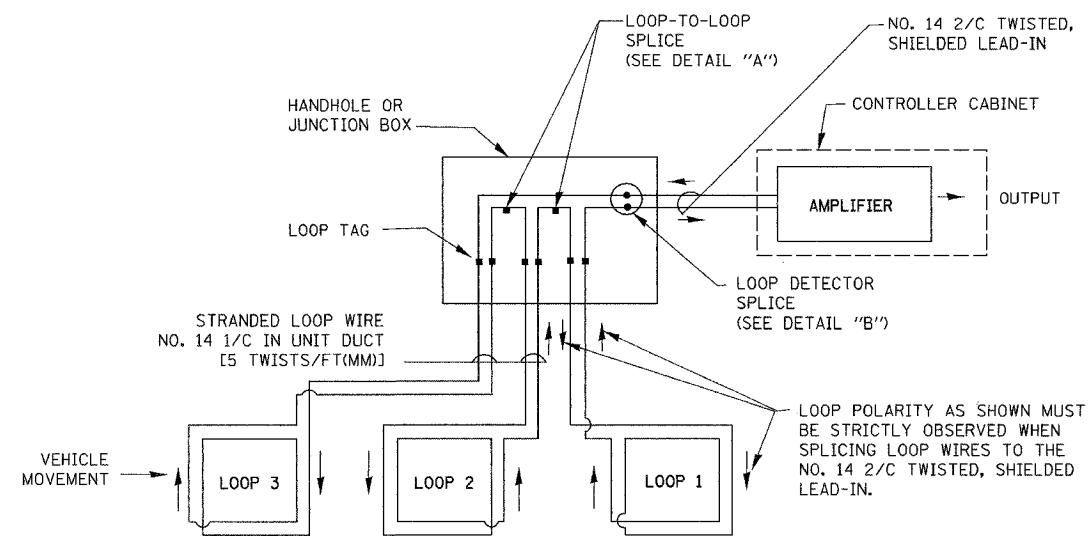 LOOP-TO-LOOP
SPLICE
(SEE DETAIL "A")
NO. 14 2/C TWISTED,
SHIELDED LEAD-IN
HANDHOLE OR
JUNCTION BOX
CONTROLLER CABINET
AMPLIFIER
OUTPUT
LOOP TAG
LOOP DETECTOR
SPLICE
(SEE DETAIL "B")
STRANDED LOOP WIRE
NO. 14 1/C IN UNIT DUCT
[5 TWISTS/FT(MM)]
LOOP POLARITY AS SHOWN MUST
BE STRICTLY OBSERVED WHEN
SPLICING LOOP WIRES TO THE
NO. 14 2/C TWISTED, SHIELDED
LEAD-IN.
VEHICLE
MOVEMENT
LOOP 3
LOOP 2
LOOP 1